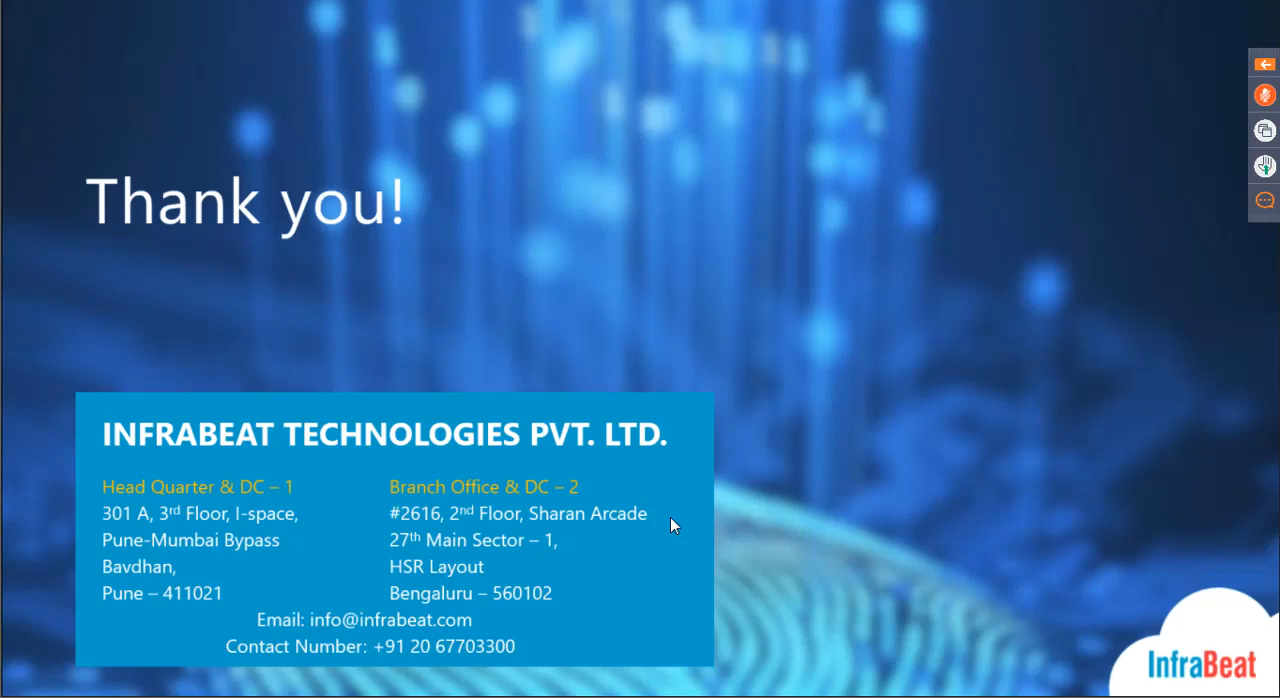 Thank you!
INFRABEAT TECHNOLOGIES PVT. LTD.
Head Quarter & DC – 1
301 A, 3rd Floor, I-space,
Pune-Mumbai Bypass
Bavdhan,
Pune – 411021
Branch Office & DC – 2
#2616, 2nd Floor, Sharan Arcade
27th Main Sector – 1,
HSR Layout
Bengaluru – 560102
Email: info@infrabeat.com
Contact Number: +91 20 67703300
InfraBeat